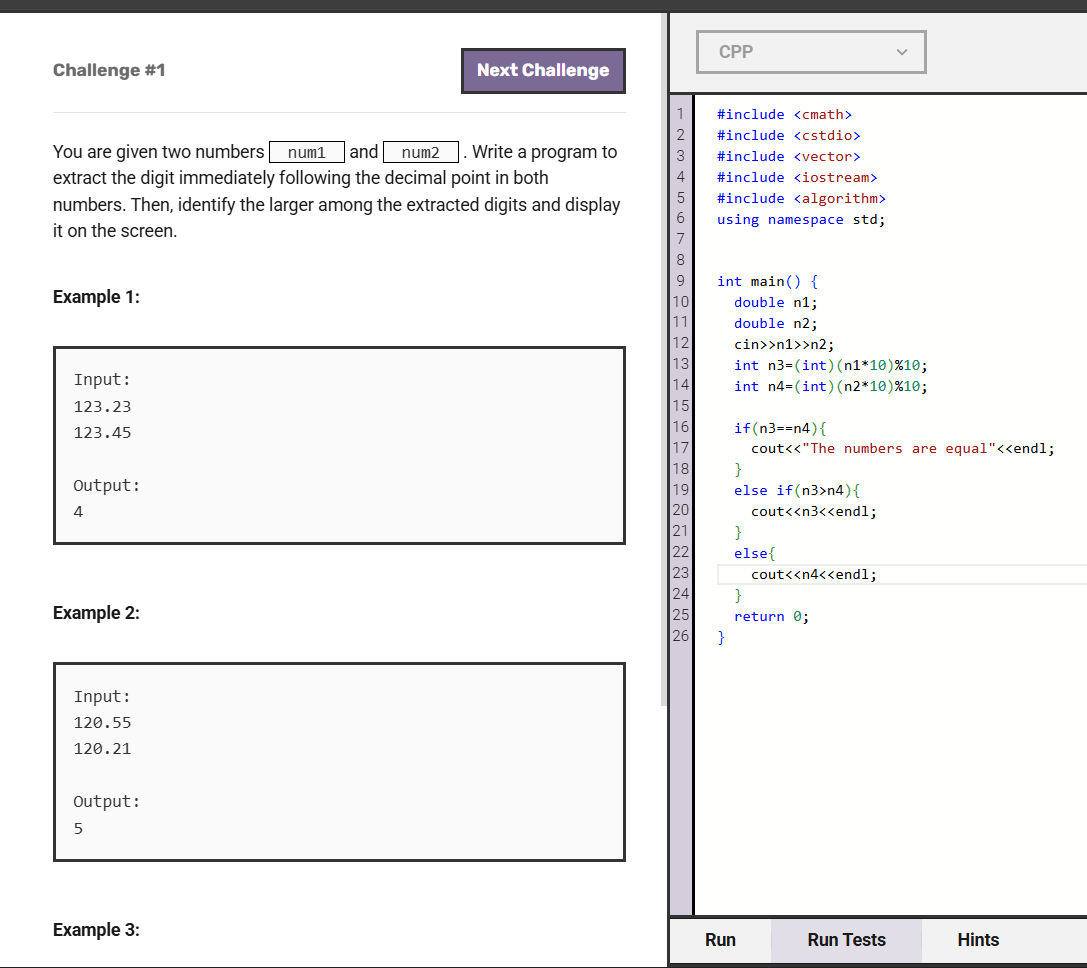 Challenge #1
Next Challenge
You are given two numbers num1 and num2 . Write a program to
extract the digit immediately following the decimal point in both
numbers. Then, identify the larger among the extracted digits and display
it on the screen.
Example 1:
Input:
123.23
123.45
Output:
4
Example 2:
Input:
120.55
120.21
Output:
5
Example 3:
CPP
1 #include <cmath>
2 #include <cstdio>
3 #include <vector>
4 #include <iostream>
5 #include <algorithm>
6 using namespace std;
7
8
9 int main() {
10 double n1;
11 double n2;
12 cin>>n1>>n2;
13 int n3=(int)(n1*10)%10;
14 int n4=(int)(n2*10)%10;
15
16 if(n3==n4){
17 cout<<"The numbers are equal"<<endl;
18 }
19 else if(n3>n4){
20 cout<<n3<<endl;
21 }
22 else{
23 cout<<n4<<endl;
24 }
25 return 0;
26 }
Run
Run Tests
Hints